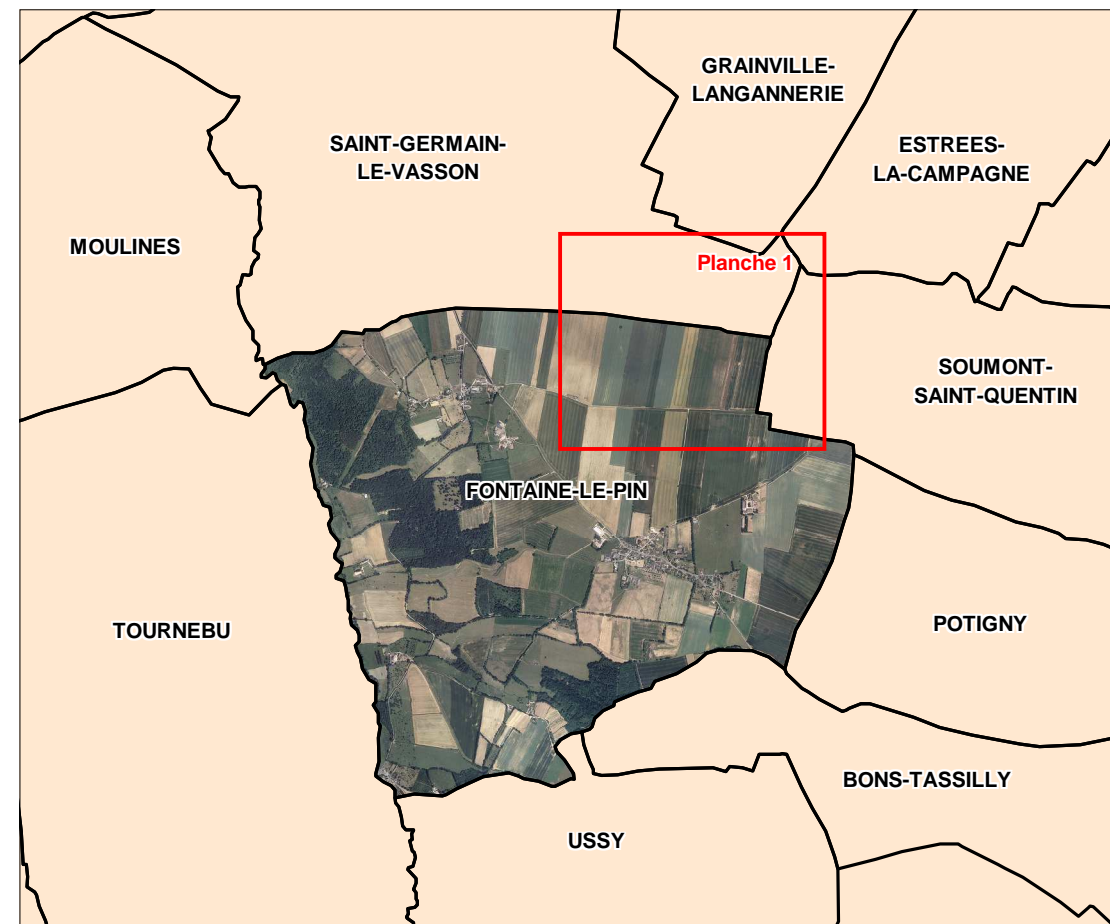 GRAINVILLE-
LANGANNERIE
SAINT-GERMAIN-
LE-VASSON
ESTREES-
LA-CAMPAGNE
MOULINES
Planche 1
SOUMONT-
SAINT-QUENTIN
FONTAINE-LE-PIN
TOURNEBU
POTIGNY
BONS-TASSILLY
USSY